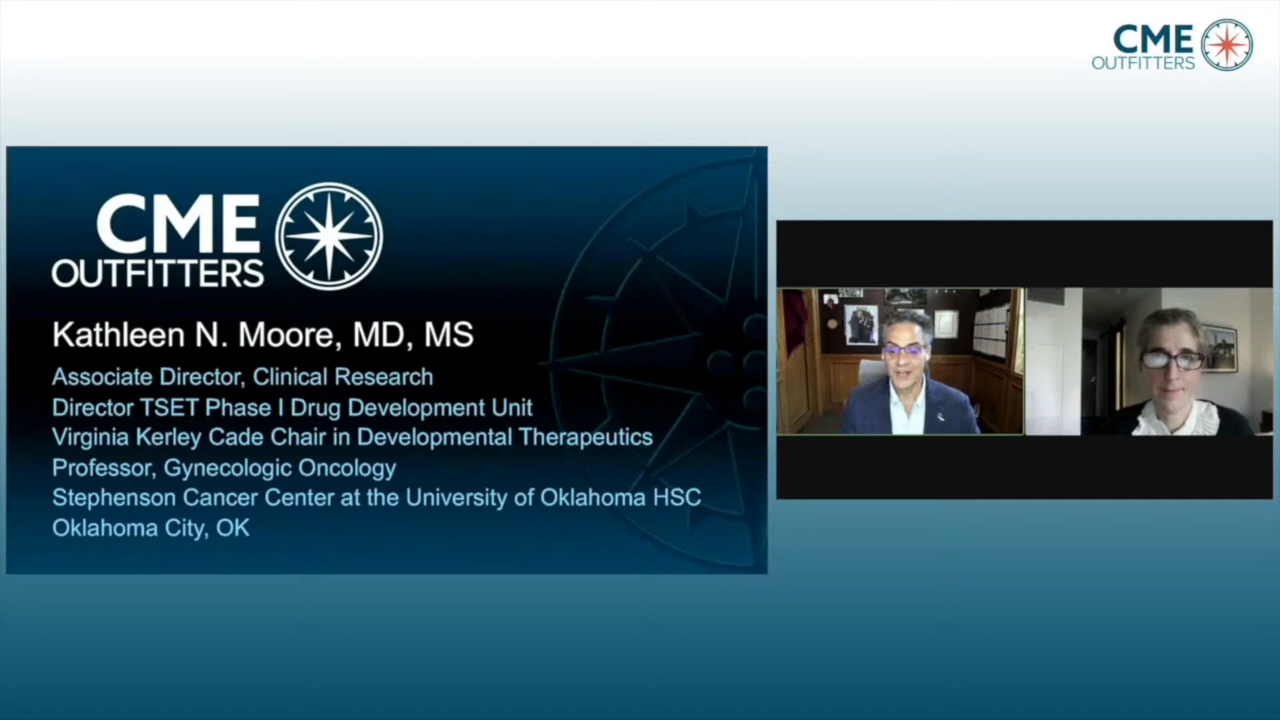 CME
OUTFITTERS
CME
OUTFITTERS
Kathleen N. Moore, MD, MS
Associate Director, Clinical Research
Director TSET Phase I Drug Development Unit
Virginia Kerley Cade Chair in Developmental Therapeutics
Professor, Gynecologic Oncology
Stephenson Cancer Center at the University of Oklahoma HSC
Oklahoma City, OK